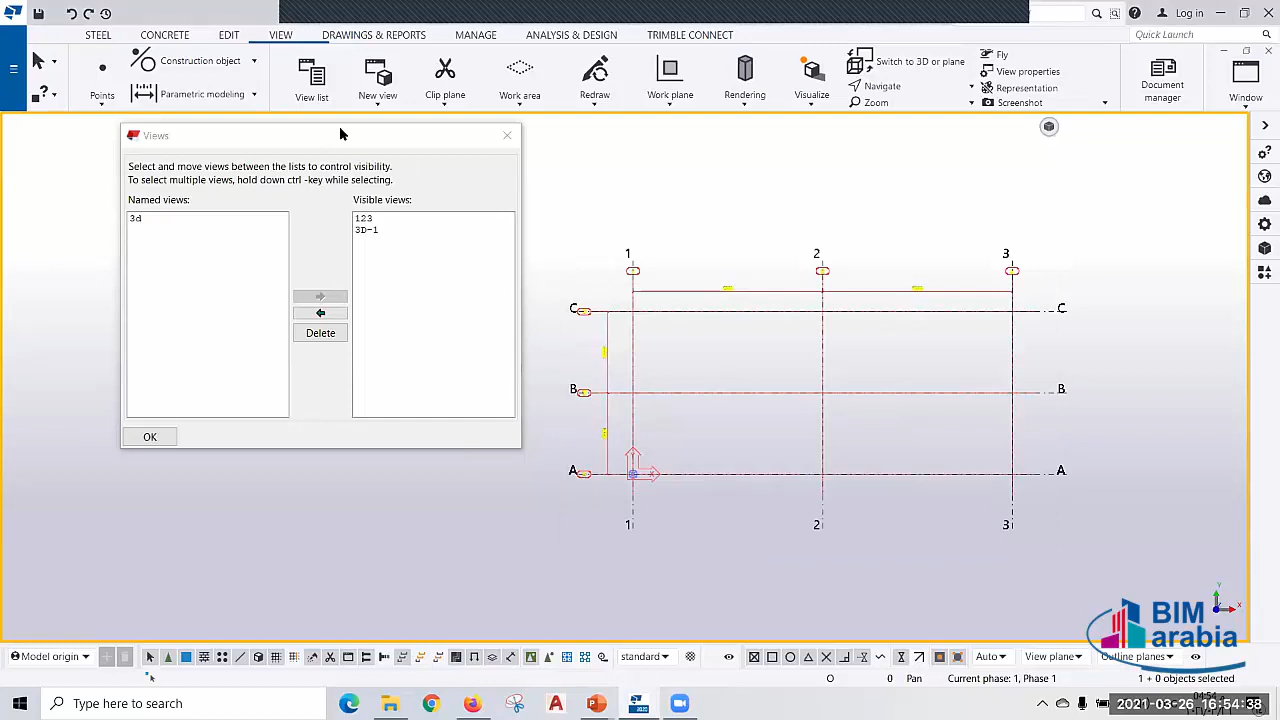 Log in
STEEL CONCRETE EDIT VIEW DRAWINGS & REPORTS MANAGE ANALYSIS & DESIGN TRIMBLE CONNECT Quick Launch
Construction object
Parametric modeling
Points
View list
New view
Clip plane
Work area
Redraw
Work plane
Rendering
Visualize
Switch to 3D or plane
Navigate
Zoom
Fly
View properties
Representation
Screenshot
Document
manager
Window
Views
Select and move views between the lists to control visibility.
To select multiple views, hold down ctrl -key while selecting.
Named views: Visible views:
3d
123
3D-1
Delete
OK
1 2 3
C C
B B
A A
1 2 3
Y
X
BIM
arabia
Model origin standard Auto View plane Outline planes
O 0 Pan Current phase: 1, Phase 1 1 + 0 objects selected
Type here to search
2021-03-26 16:54:38